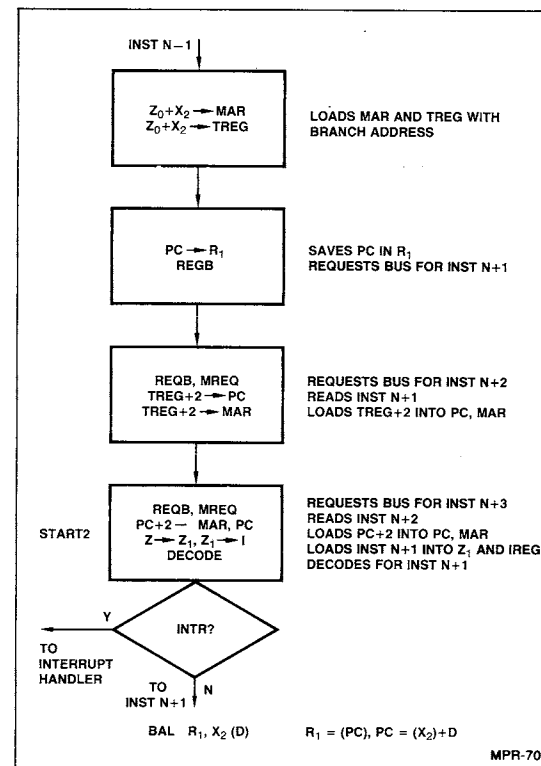 INST N−1
Z₀+X₂ → MAR
Z₀+X₂ → TREG
LOADS MAR AND TREG WITH
BRANCH ADDRESS
PC → R₁
REGB
SAVES PC IN R₁
REQUESTS BUS FOR INST N+1
REQB, MREQ
TREG+2 → PC
TREG+2 → MAR
REQUESTS BUS FOR INST N+2
READS INST N+1
LOADS TREG+2 INTO PC, MAR
START2
REQB, MREQ
PC+2 — MAR, PC
Z → Z₁, Z₁ → I
DECODE
REQUESTS BUS FOR INST N+3
READS INST N+2
LOADS PC+2 INTO PC, MAR
LOADS INST N+1 INTO Z₁ AND IREG
DECODES FOR INST N+1
Y
INTR?
TO
INTERRUPT
HANDLER
TO
INST N+1
N
BAL R₁, X₂ (D)
R₁ = (PC), PC = (X₂)+D
MPR-70